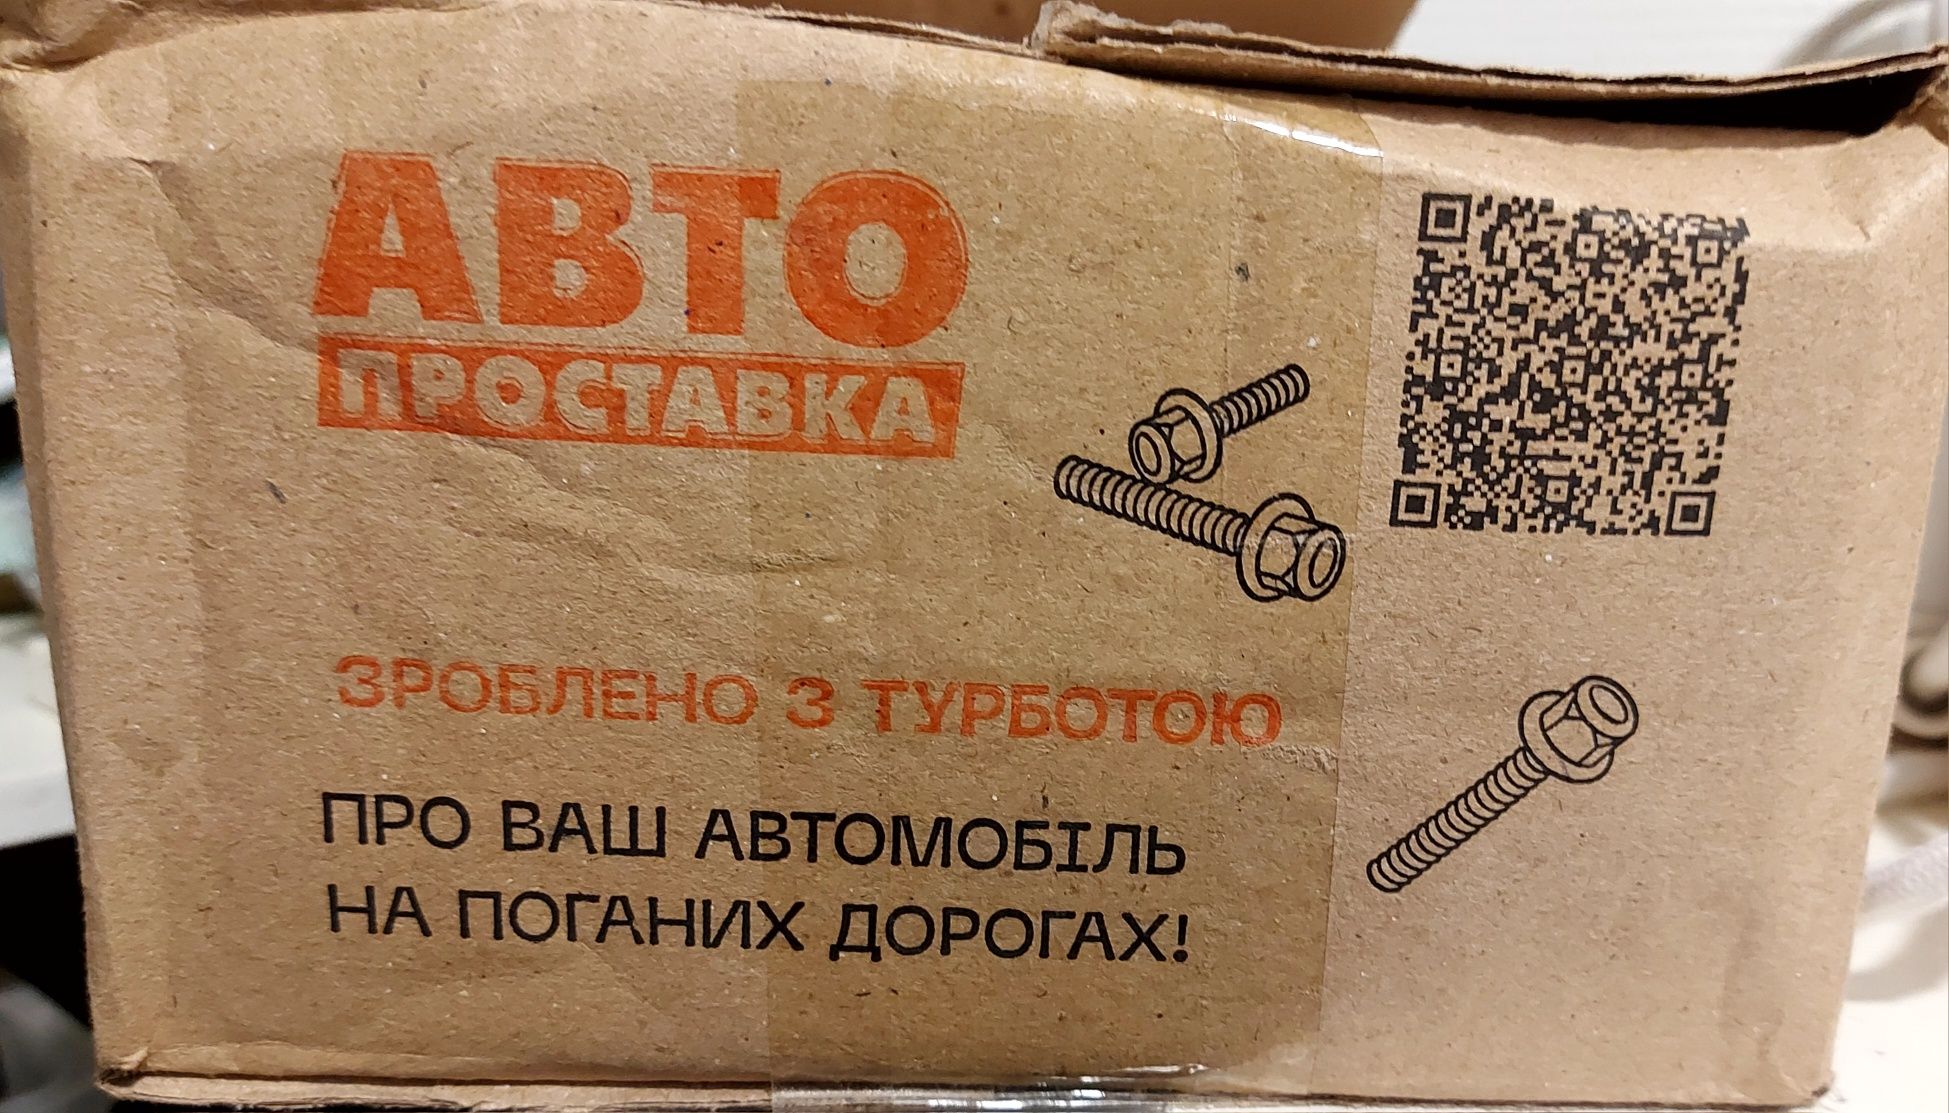 АВТО
ПРОСТАВКА
ЗРОБЛЕНО З ТУРБОТОЮ
ПРО ВАШ АВТОМОБІЛЬ
НА ПОГАНИХ ДОРОГАХ!